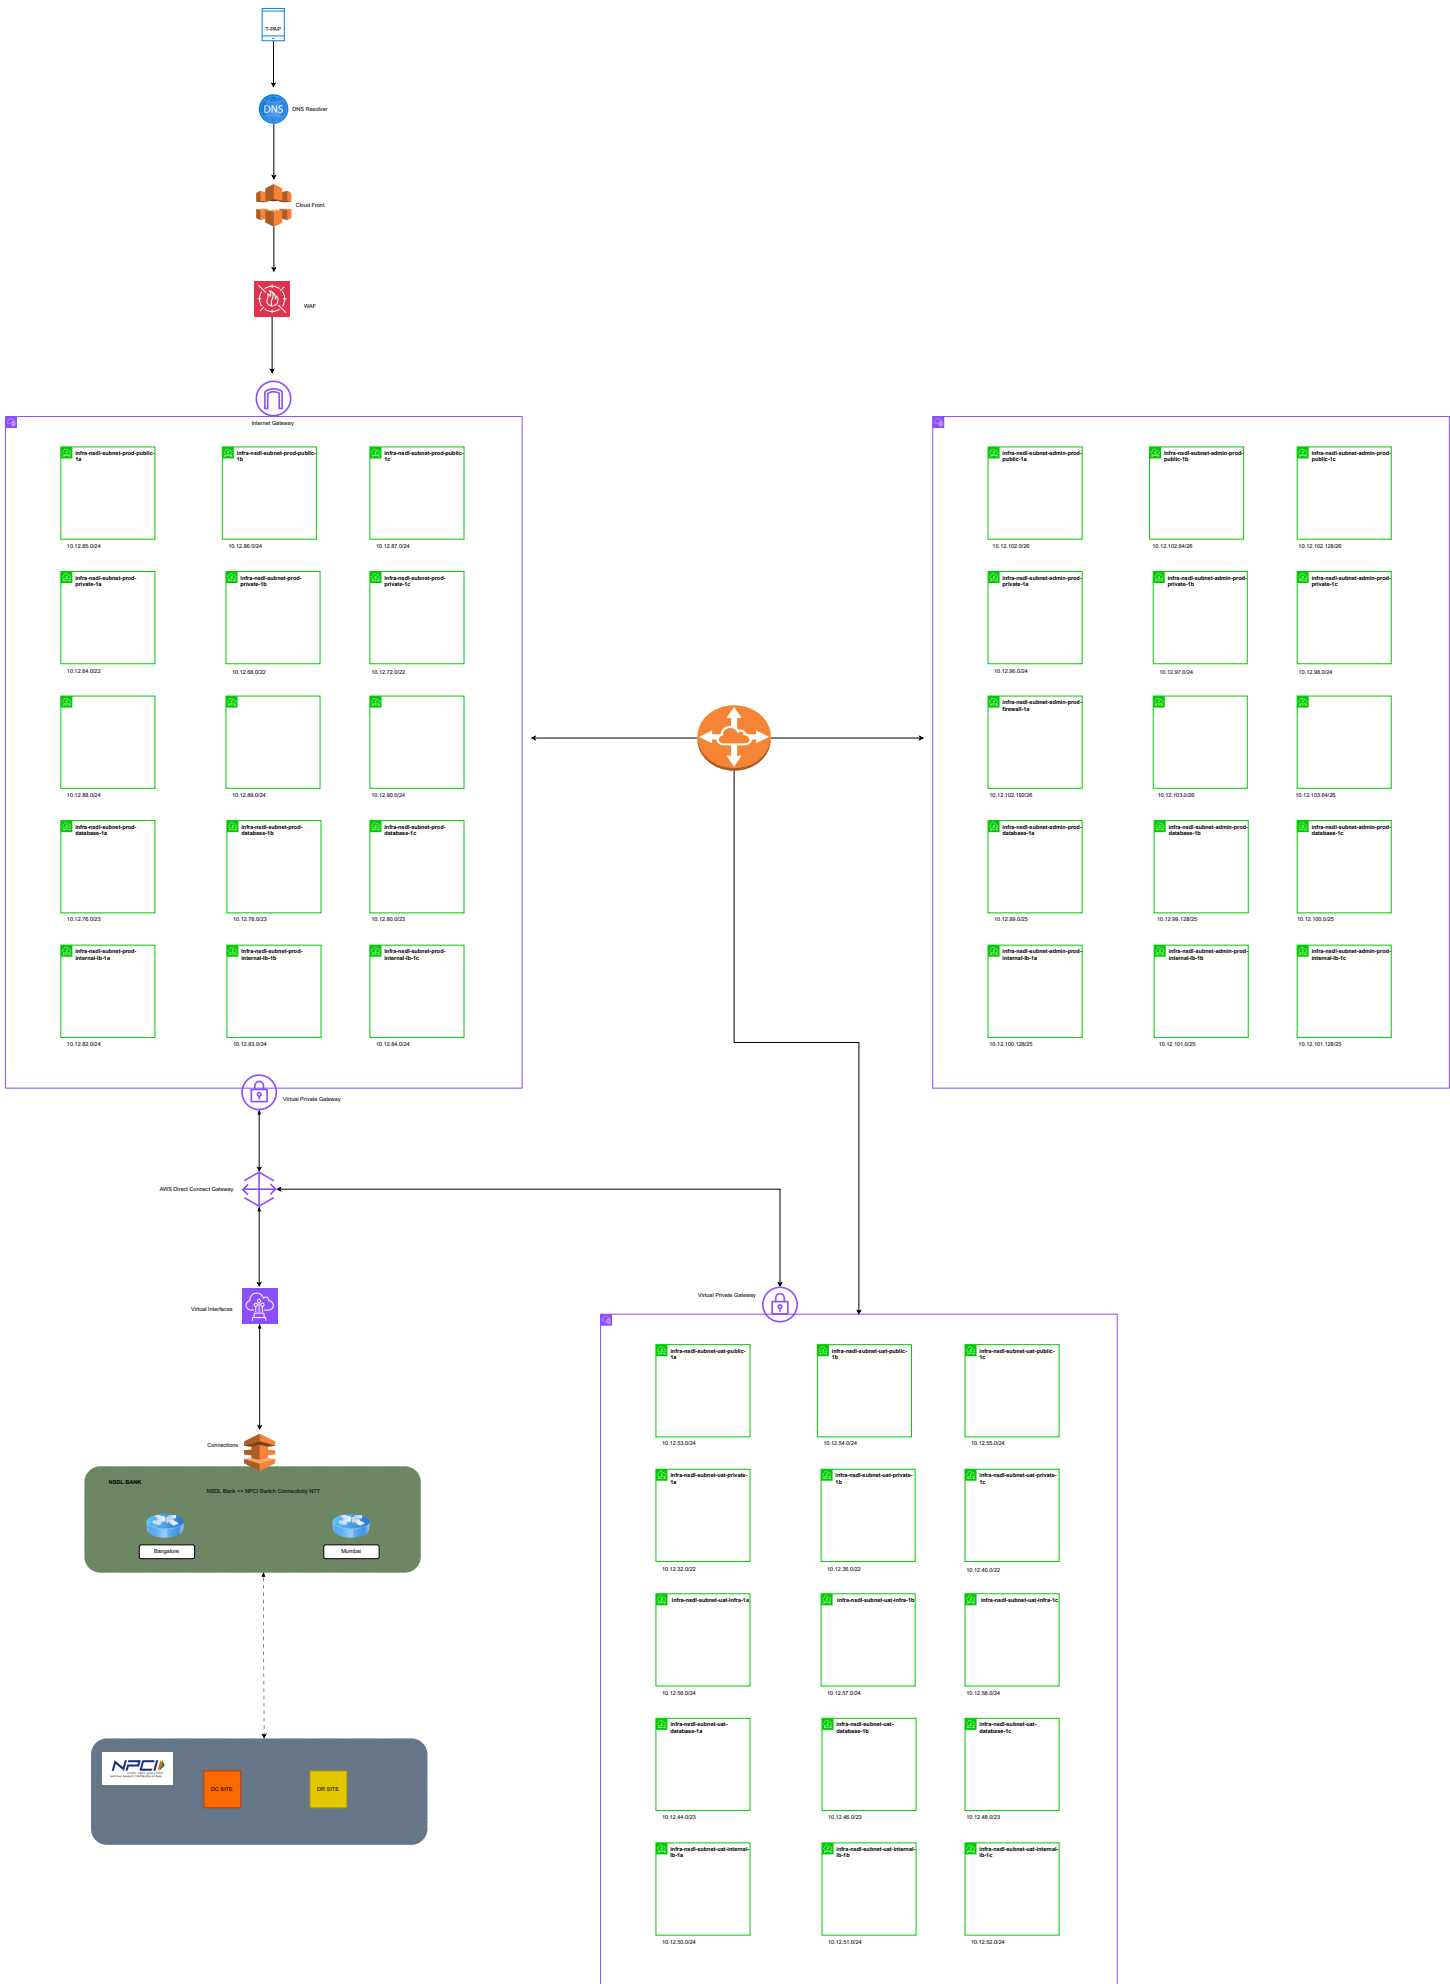 T-PAP
DNS
DNS Resolver
Cloud Front
WAF
Internet Gateway
infra-nsdl-subnet-prod-public-
1a
10.12.85.0/24
infra-nsdl-subnet-prod-public-
1b
10.12.86.0/24
infra-nsdl-subnet-prod-public-
1c
10.12.87.0/24
infra-nsdl-subnet-prod-
private-1a
10.12.64.0/22
infra-nsdl-subnet-prod-
private-1b
10.12.68.0/22
infra-nsdl-subnet-prod-
private-1c
10.12.72.0/22
10.12.88.0/24
10.12.89.0/24
10.12.90.0/24
infra-nsdl-subnet-prod-
database-1a
10.12.76.0/23
infra-nsdl-subnet-prod-
database-1b
10.12.78.0/23
infra-nsdl-subnet-prod-
database-1c
10.12.80.0/23
infra-nsdl-subnet-prod-
internal-lb-1a
10.12.82.0/24
infra-nsdl-subnet-prod-
internal-lb-1b
10.12.83.0/24
infra-nsdl-subnet-prod-
internal-lb-1c
10.12.84.0/24
infra-nsdl-subnet-admin-prod-
public-1a
10.12.102.0/26
infra-nsdl-subnet-admin-prod-
public-1b
10.12.102.64/26
infra-nsdl-subnet-admin-prod-
public-1c
10.12.102.128/26
infra-nsdl-subnet-admin-prod-
private-1a
10.12.96.0/24
infra-nsdl-subnet-admin-prod-
private-1b
10.12.97.0/24
infra-nsdl-subnet-admin-prod-
private-1c
10.12.98.0/24
infra-nsdl-subnet-admin-prod-
firewall-1a
10.12.102.192/26
10.12.103.0/26
10.12.103.64/26
infra-nsdl-subnet-admin-prod-
database-1a
10.12.99.0/25
infra-nsdl-subnet-admin-prod-
database-1b
10.12.99.128/25
infra-nsdl-subnet-admin-prod-
database-1c
10.12.100.0/25
infra-nsdl-subnet-admin-prod-
internal-lb-1a
10.12.100.128/25
infra-nsdl-subnet-admin-prod-
internal-lb-1b
10.12.101.0/25
infra-nsdl-subnet-admin-prod-
internal-lb-1c
10.12.101.128/25
Virtual Private Gateway
AWS Direct Connect Gateway
Virtual Interfaces
Connections
NSDL BANK
NSDL Bank <> NPCI Switch Connectivity NTT
Bangalore
Mumbai
NPCI
DC SITE
DR SITE
Virtual Private Gateway
infra-nsdl-subnet-uat-public-
1a
10.12.53.0/24
infra-nsdl-subnet-uat-public-
1b
10.12.54.0/24
infra-nsdl-subnet-uat-public-
1c
10.12.55.0/24
infra-nsdl-subnet-uat-private-
1a
10.12.32.0/22
infra-nsdl-subnet-uat-private-
1b
10.12.36.0/22
infra-nsdl-subnet-uat-private-
1c
10.12.40.0/22
infra-nsdl-subnet-uat-infra-1a
10.12.56.0/24
infra-nsdl-subnet-uat-infra-1b
10.12.57.0/24
infra-nsdl-subnet-uat-infra-1c
10.12.58.0/24
infra-nsdl-subnet-uat-
database-1a
10.12.44.0/23
infra-nsdl-subnet-uat-
database-1b
10.12.46.0/23
infra-nsdl-subnet-uat-
database-1c
10.12.48.0/23
infra-nsdl-subnet-uat-internal-
lb-1a
10.12.50.0/24
infra-nsdl-subnet-uat-internal-
lb-1b
10.12.51.0/24
infra-nsdl-subnet-uat-internal-
lb-1c
10.12.52.0/24